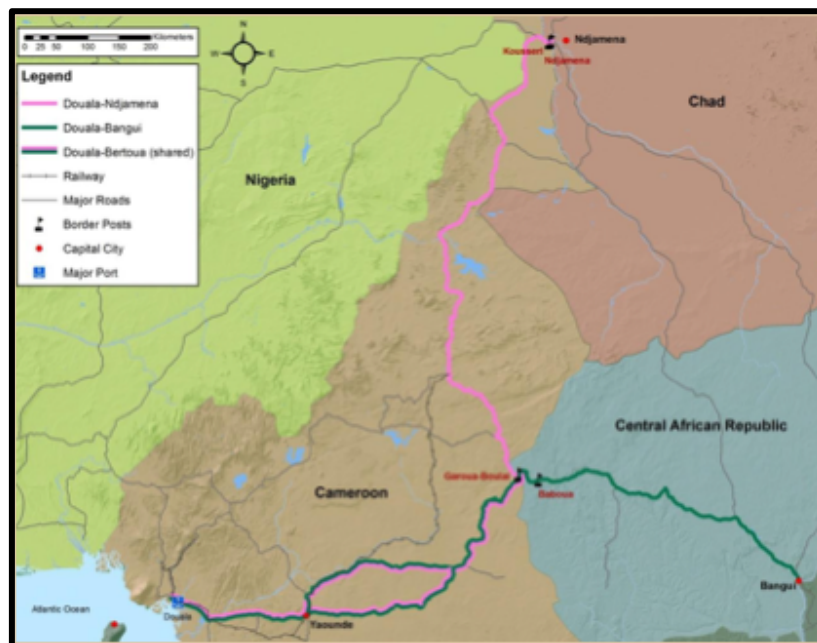 Kilometers
0 25 50 100 150 200
N
W E
S
Legend
Douala-Ndjamena
Douala-Bangui
Douala-Bertoua (shared)
Railway
Major Roads
Border Posts
Capital City
Major Port
Ndjamena
Kousseri
Ndjamena
Chad
Nigeria
Central African Republic
Garoua-Boulai
Baboua
Cameroon
Bangui
Atlantic Ocean
Douala
Yaounde